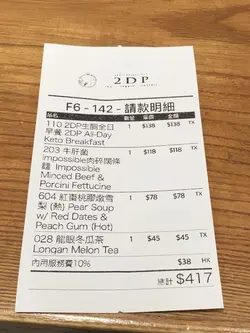 2DP
F6 - 142 - 請款明細
品名 數量 單價 金額
110 2DP生酮全日 1 $138 $138 TX
早餐 2DP All-Day
Keto Breakfast
203 牛肝菌 1 $118 $118 TX
impossible肉碎闊條
麵 Impossible
Minced Beef &
Porcini Fettucine
604 紅棗桃膠燉雪 1 $78 $78 TX
梨 (熱) Pear Soup
w/ Red Dates &
Peach Gum (Hot)
028 龍眼冬瓜茶 1 $45 $45 TX
Longan Melon Tea
內用服務費10% $38 HK
總計 $417